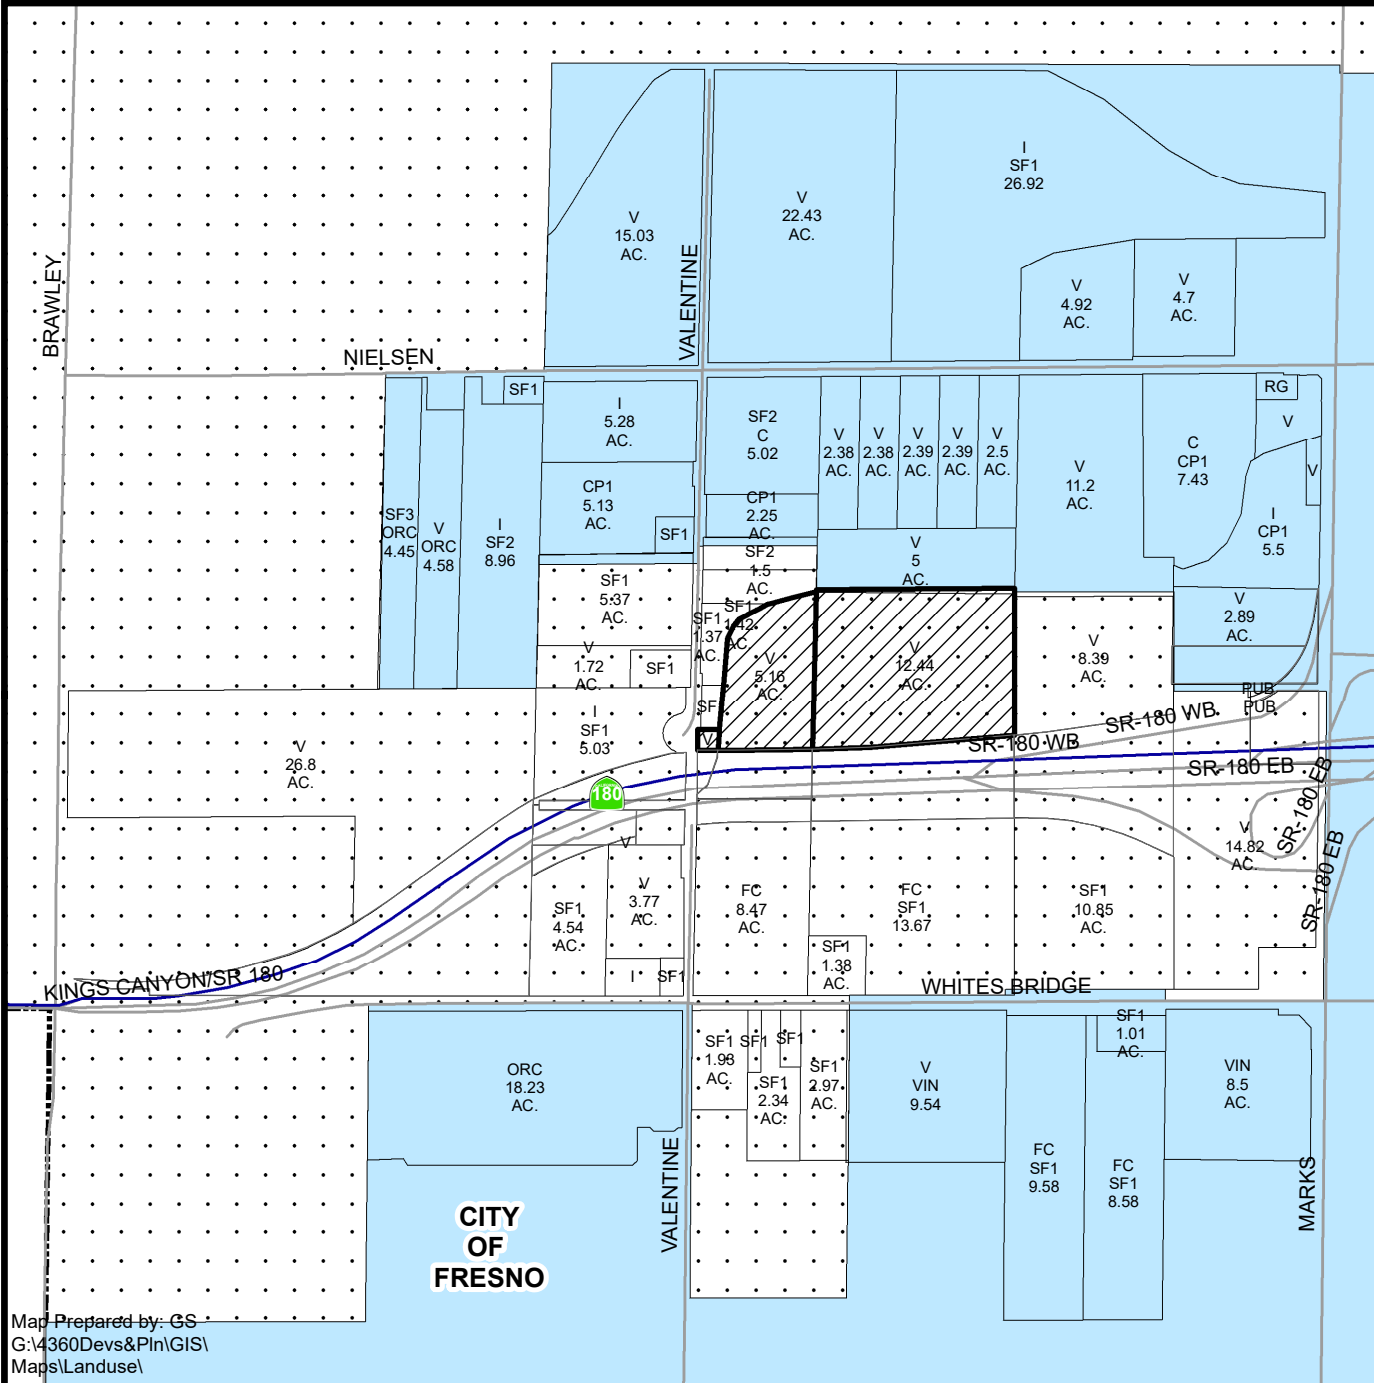 I
SF1
26.92
V
15.03
AC.
V
22.43
AC.
V
4.92
AC.
V
4.7
AC.
BRAWLEY
VALENTINE
NIELSEN
SF1
I
5.28
AC.
SF2
C
5.02
V
2.38
AC.
V
2.38
AC.
V
2.39
AC.
V
2.39
AC.
V
2.5
AC.
V
11.2
AC.
C
CP1
7.43
RG
V
V
I
CP1
5.5
SF3
ORC
4.45
V
ORC
4.58
I
SF2
8.96
CP1
5.13
AC.
SF1
CP1
2.25
AC.
SF2
1.5
AC.
V
5
AC.
SF1
5.37
AC.
SF1
1.37
AC.
SF1
1.42
AC
V
5.16
AC.
V
12.44
AC.
V
8.39
AC.
V
2.89
AC.
V
1.72
AC.
SF1
SF
V
I
SF1
5.03
PUB
PUB
SR-180 WB
SR-180 WB
SR-180 EB
SR-180 EB
SR-180 EB
V
26.8
AC.
180
V
V
3.77
AC.
SF1
4.54
AC.
I
SF1
FC
8.47
AC.
FC
SF1
13.67
SF1
1.38
AC.
SF1
10.85
AC.
V
14.82
AC.
KINGS CANYON/SR 180
WHITES BRIDGE
ORC
18.23
AC.
SF1
1.93
AC.
SF1
SF1
SF1
2.34
AC.
SF1
2.97
AC.
V
VIN
9.54
SF1
1.01
AC.
VIN
8.5
AC.
FC
SF1
9.58
FC
SF1
8.58
VALENTINE
MARKS
CITY
OF
FRESNO
Map Prepared by: GS
G:\4360Devs&Pln\GIS\
Maps\Landuse\